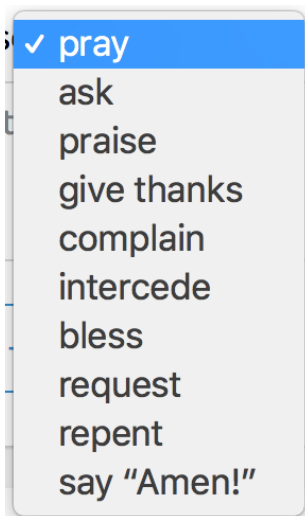 ✓ pray
ask
praise
give thanks
complain
intercede
bless
request
repent
say “Amen!”